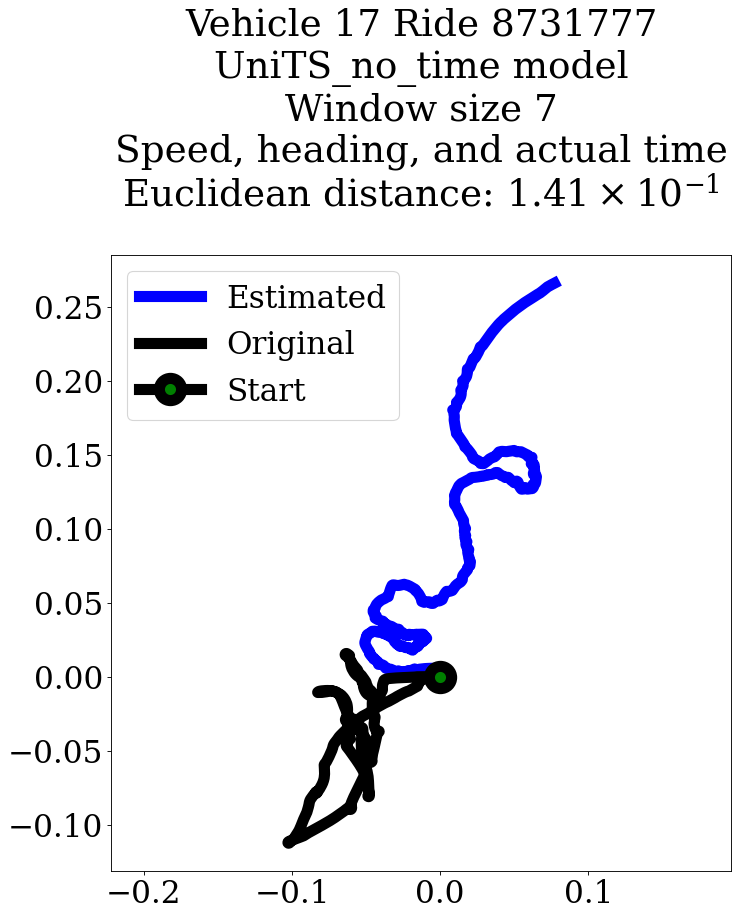 Vehicle 17 Ride 8731777
UniTS_no_time model
Window size 7
Speed, heading, and actual time
Euclidean distance: 1.41 × 10⁻¹
Estimated
Original
Start
0.25
0.20
0.15
0.10
0.05
0.00
−0.05
−0.10
−0.2 −0.1 0.0 0.1